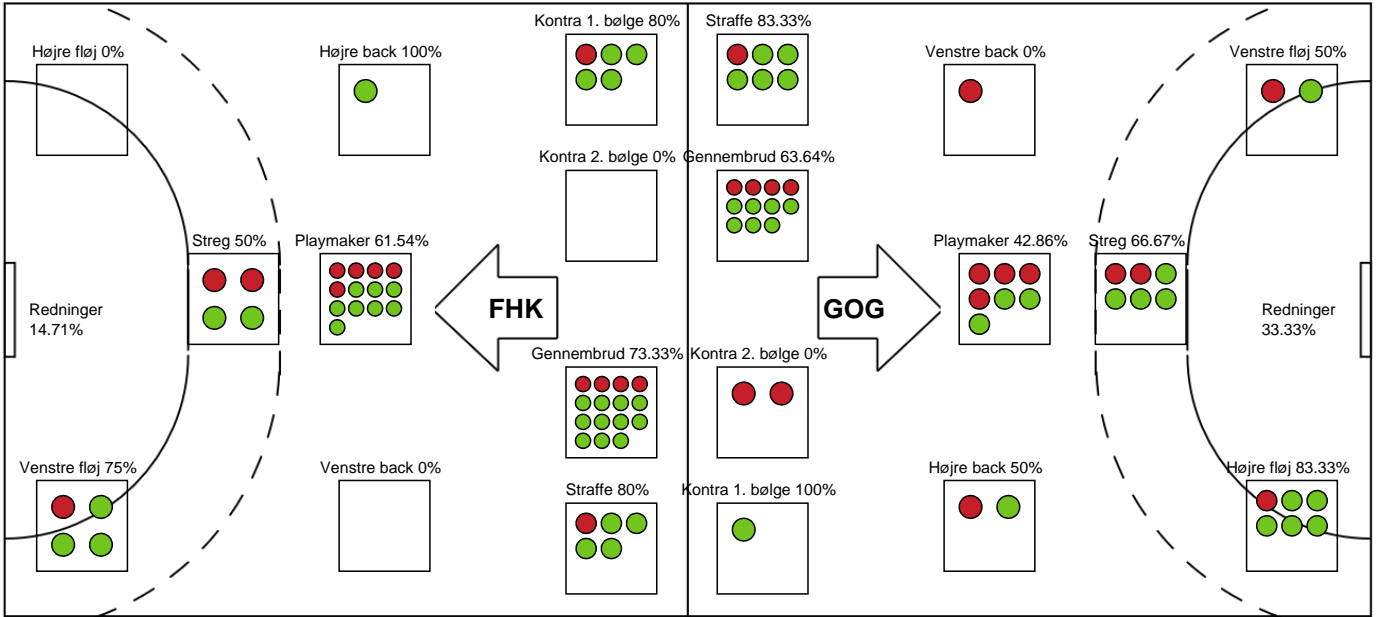 Kontra 1. bølge 80%
Straffe 83.33%
Højre fløj 0%
Højre back 100%
Venstre back 0%
Venstre fløj 50%
Kontra 2. bølge 0%
Gennembrud 63.64%
Streg 50%
Playmaker 61.54%
Playmaker 42.86%
Streg 66.67%
Redninger
14.71%
FHK
GOG
Redninger
33.33%
Gennembrud 73.33%
Kontra 2. bølge 0%
Venstre fløj 75%
Venstre back 0%
Straffe 80%
Kontra 1. bølge 100%
Højre back 50%
Højre fløj 83.33%